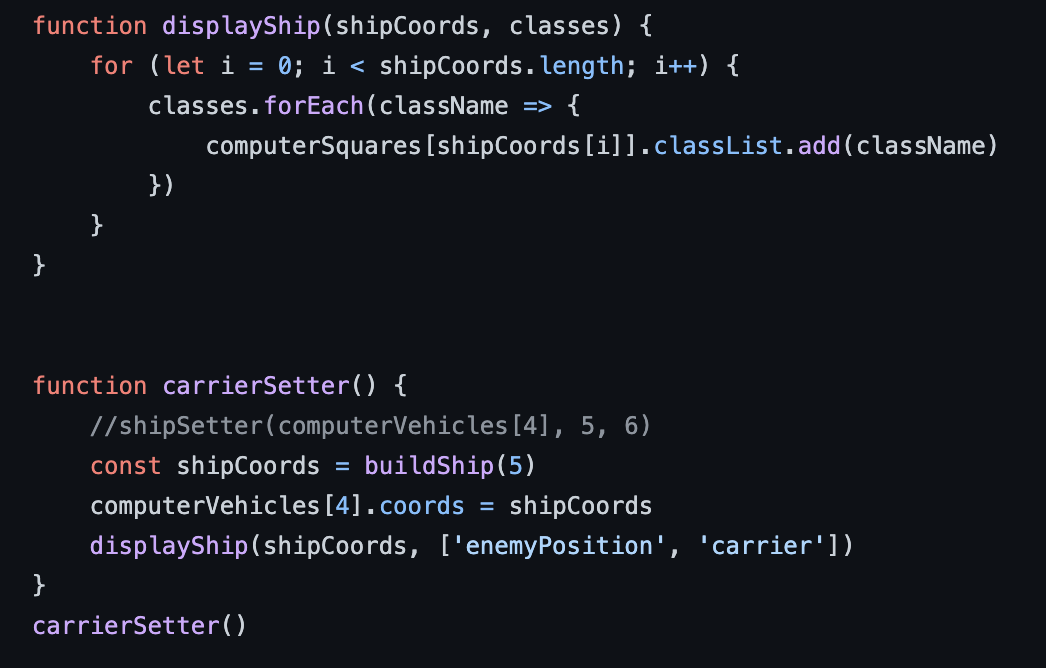 function displayShip(shipCoords, classes) {
    for (let i = 0; i < shipCoords.length; i++) {
        classes.forEach(className => {
            computerSquares[shipCoords[i]].classList.add(className)
        })
    }
}
function carrierSetter() {
    //shipSetter(computerVehicles[4], 5, 6)
    const shipCoords = buildShip(5)
    computerVehicles[4].coords = shipCoords
    displayShip(shipCoords, ['enemyPosition', 'carrier'])
}
carrierSetter()